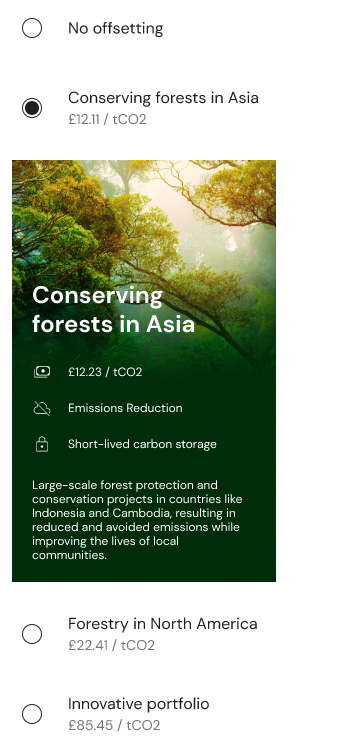 No offsetting
Conserving forests in Asia
£12.11 / tCO2
Conserving
forests in Asia
£12.23 / tCO2
Emissions Reduction
Short-lived carbon storage
Large-scale forest protection and
conservation projects in countries like
Indonesia and Cambodia, resulting in
reduced and avoided emissions while
improving the lives of local
communities.
Forestry in North America
£22.41 / tCO2
Innovative portfolio
£85.45 / tCO2